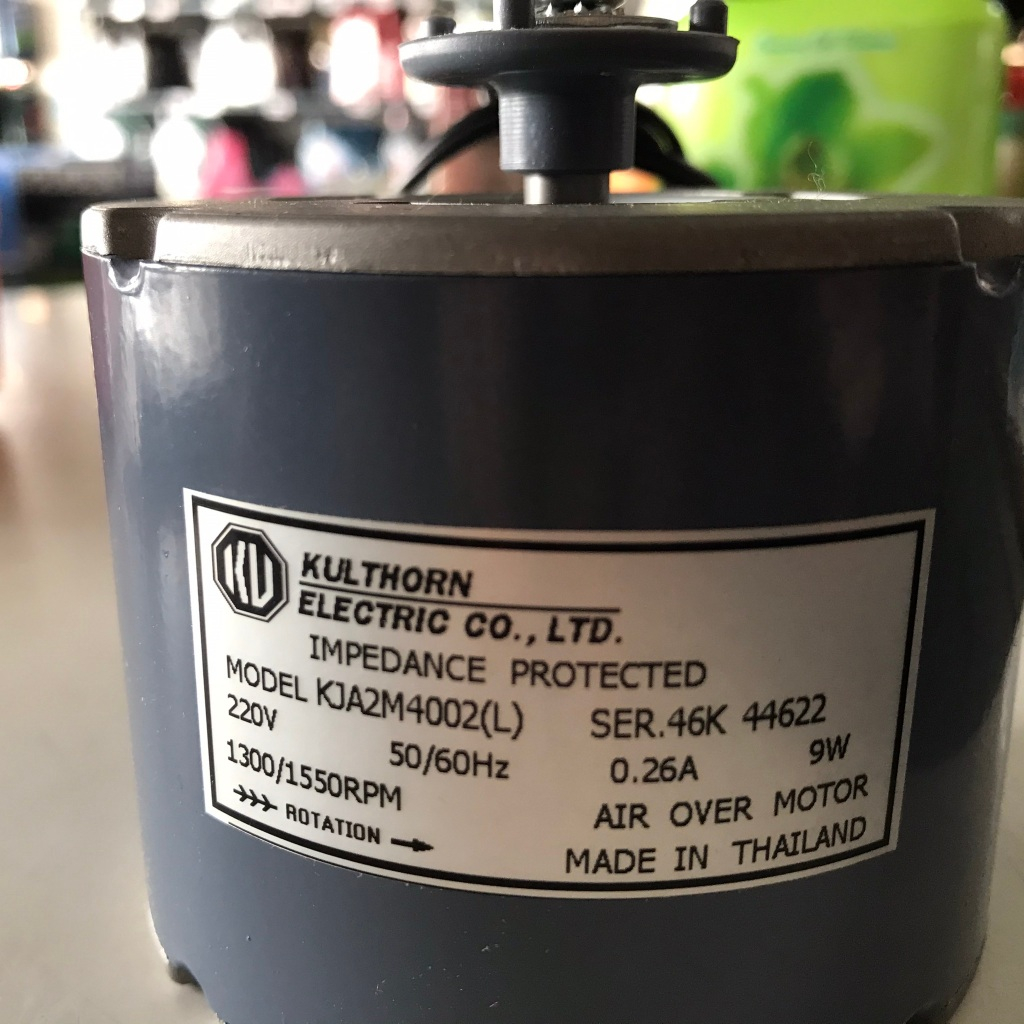 KU
KULTHORN
ELECTRIC CO., LTD.
IMPEDANCE PROTECTED
MODEL KJA2M4002(L) SER.46K 44622
220V 50/60Hz 0.26A 9W
1300/1550RPM AIR OVER MOTOR
ROTATION MADE IN THAILAND